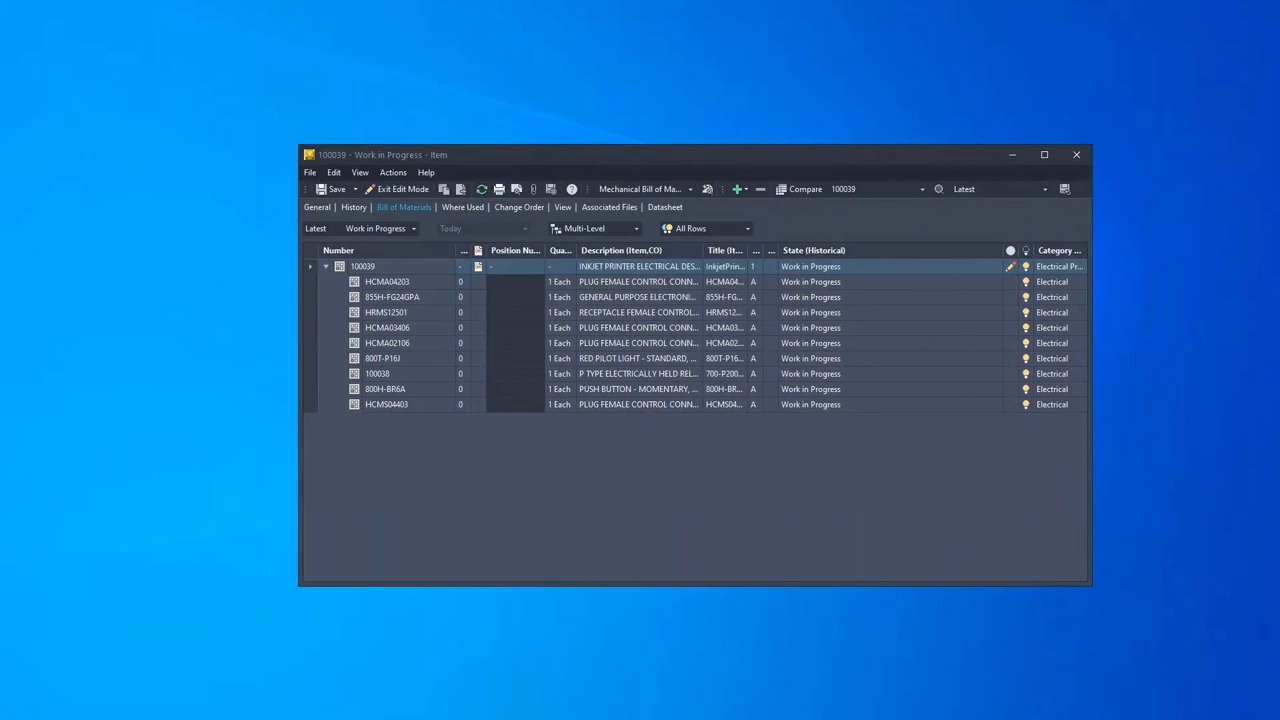 100039 - Work in Progress - Item
File Edit View Actions Help
Save Exit Edit Mode Mechanical Bill of Ma... Compare 100039 Latest
General History Bill of Materials Where Used Change Order View Associated Files Datasheet
Latest Work in Progress Today Multi-Level All Rows
Number ... Position Nu... Qua... Description (Item,CO) Title (It... ... ... State (Historical) Category ...
100039 - - - INKJET PRINTER ELECTRICAL DES... InkjetPrin... 1 Work in Progress Electrical Pr...
HCMA04203 0 1 Each PLUG FEMALE CONTROL CONN... HCMA04... A Work in Progress Electrical
855H-FG24GPA 0 1 Each GENERAL PURPOSE ELECTRONI... 855H-FG... A Work in Progress Electrical
HRMS12501 0 1 Each RECEPTACLE FEMALE CONTROL ... HRMS12... A Work in Progress Electrical
HCMA03406 0 1 Each PLUG FEMALE CONTROL CONN... HCMA03... A Work in Progress Electrical
HCMA02106 0 1 Each PLUG FEMALE CONTROL CONN... HCMA02... A Work in Progress Electrical
800T-P16J 0 1 Each RED PILOT LIGHT - STANDARD, ... 800T-P16... A Work in Progress Electrical
100038 0 1 Each P TYPE ELECTRICALLY HELD REL... 700-P200... A Work in Progress Electrical
800H-BR6A 0 1 Each PUSH BUTTON - MOMENTARY, ... 800H-BR... A Work in Progress Electrical
HCMS04403 0 1 Each PLUG FEMALE CONTROL CONN... HCMS04... A Work in Progress Electrical